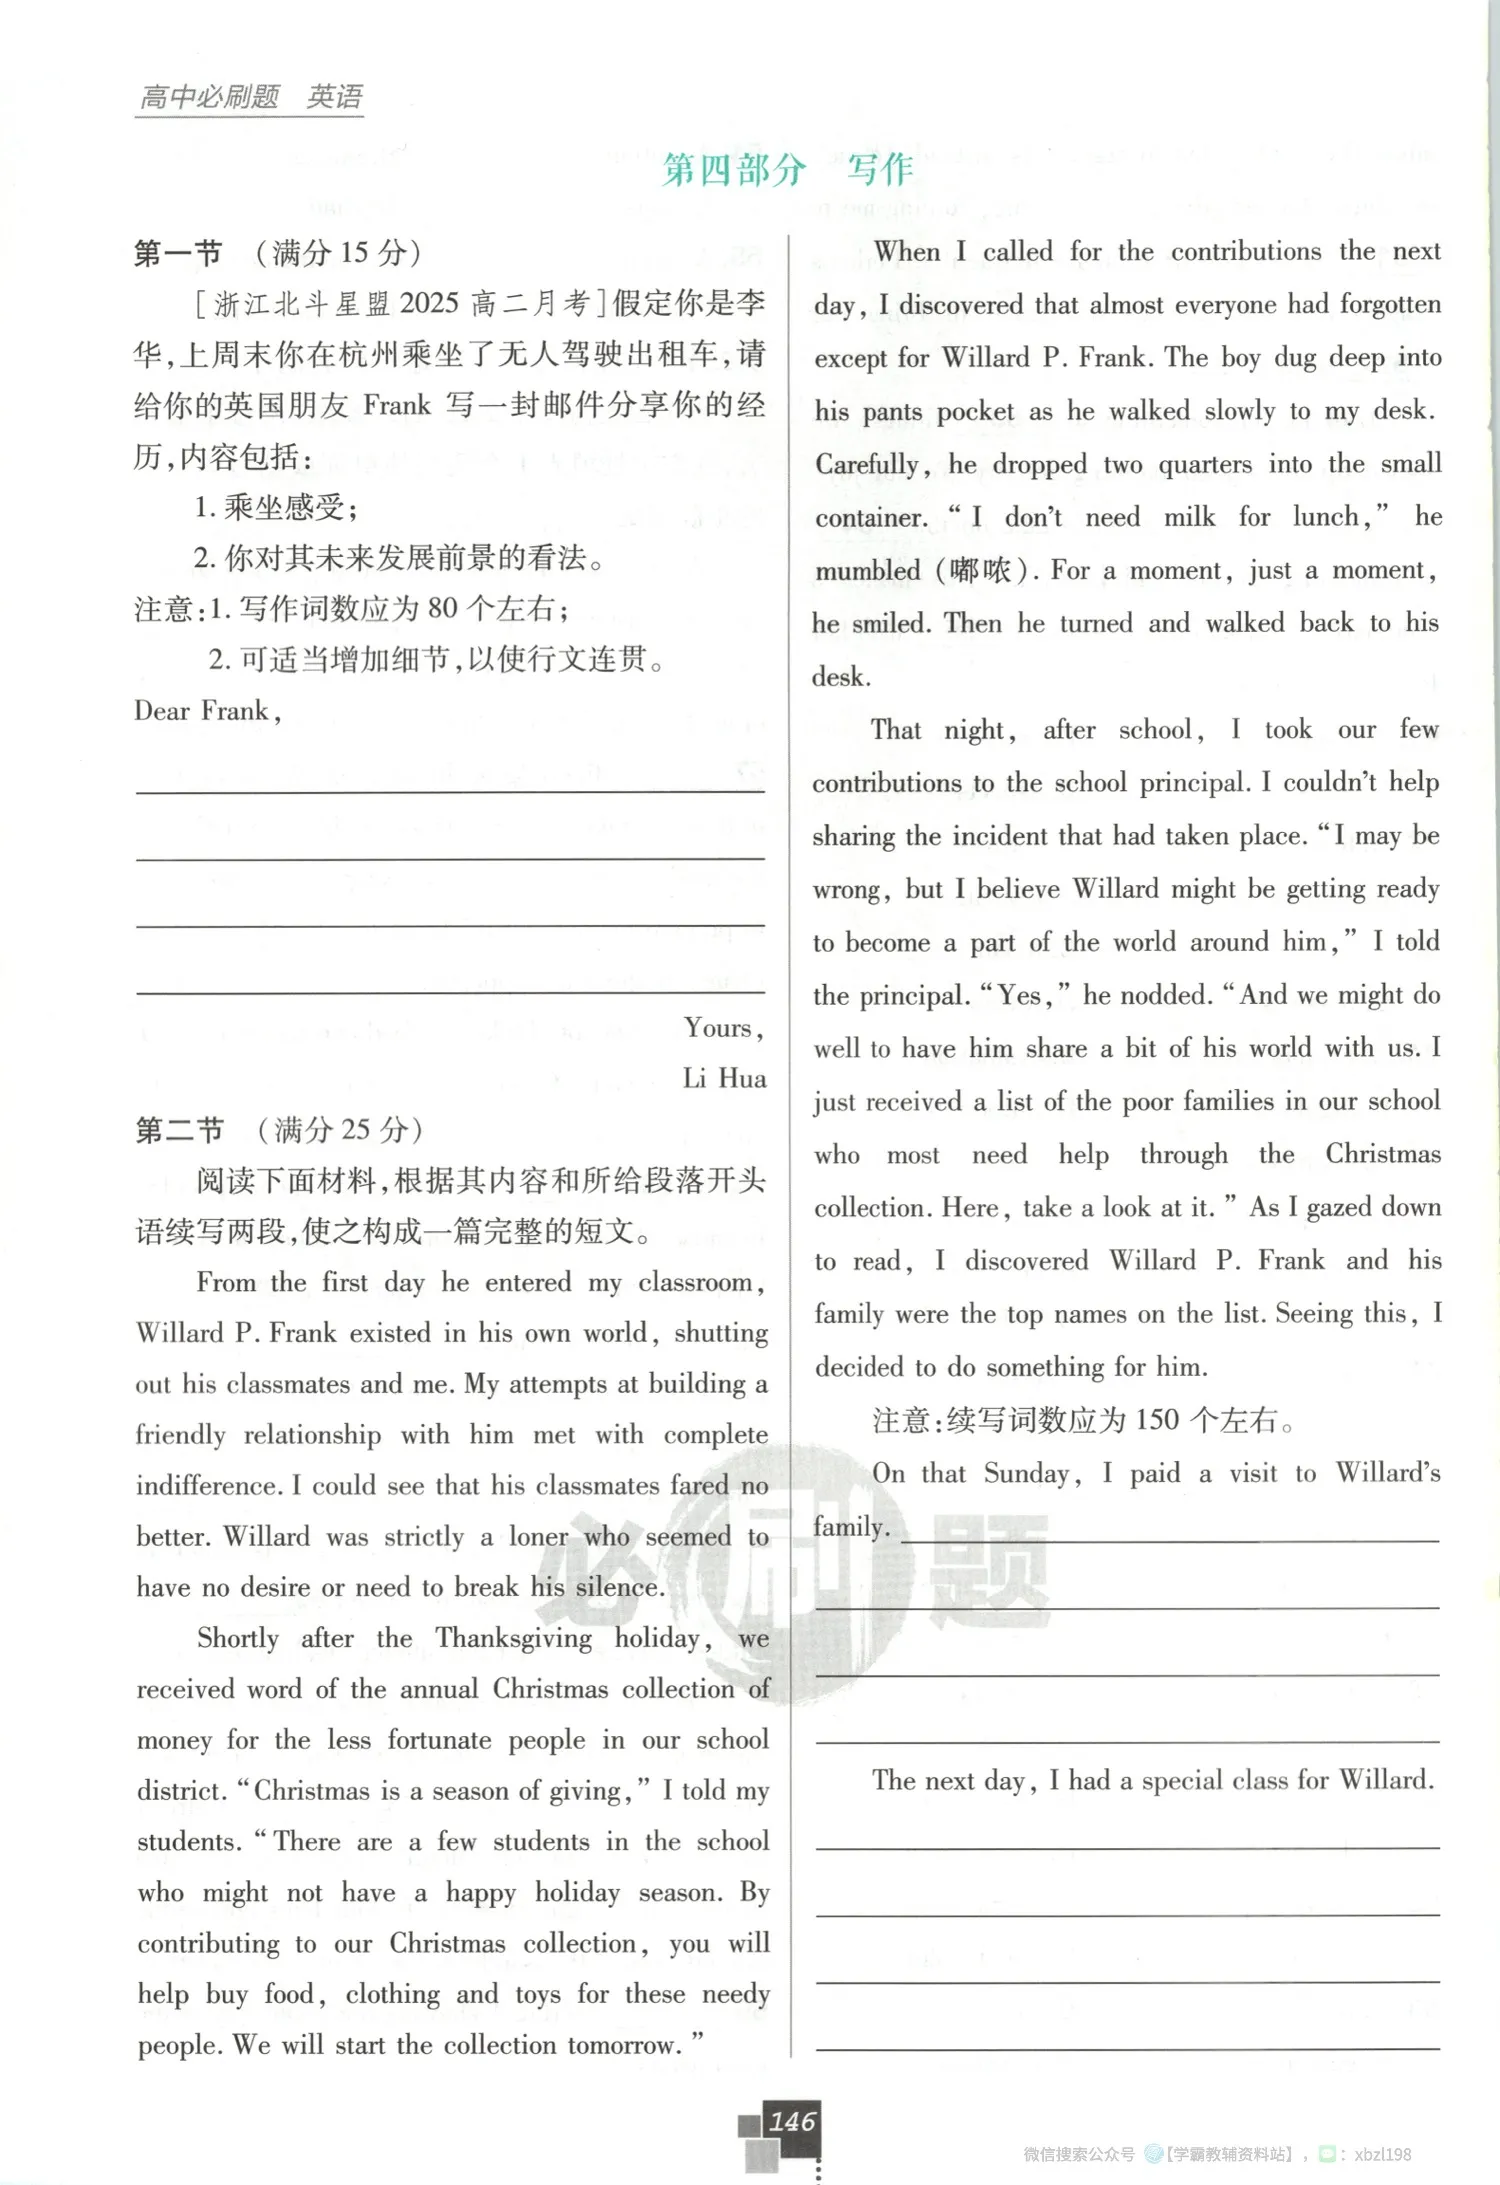 高中必刷题 英语
第四部分 写作
第一节 (满分 15 分)
[浙江北斗星盟 2025 高二月考]假定你是李
华,上周末你在杭州乘坐了无人驾驶出租车,请
给你的英国朋友 Frank 写一封邮件分享你的经
历,内容包括:
1. 乘坐感受;
2. 你对其未来发展前景的看法。
注意:1. 写作词数应为 80 个左右;
2. 可适当增加细节,以使行文连贯。
Dear Frank,
Yours,
Li Hua
第二节 (满分 25 分)
阅读下面材料,根据其内容和所给段落开头
语续写两段,使之构成一篇完整的短文。
From the first day he entered my classroom,
Willard P. Frank existed in his own world, shutting
out his classmates and me. My attempts at building a
friendly relationship with him met with complete
indifference. I could see that his classmates fared no
better. Willard was strictly a loner who seemed to
have no desire or need to break his silence.
Shortly after the Thanksgiving holiday, we
received word of the annual Christmas collection of
money for the less fortunate people in our school
district. “Christmas is a season of giving,” I told my
students. “There are a few students in the school
who might not have a happy holiday season. By
contributing to our Christmas collection, you will
help buy food, clothing and toys for these needy
people. We will start the collection tomorrow.”
When I called for the contributions the next
day, I discovered that almost everyone had forgotten
except for Willard P. Frank. The boy dug deep into
his pants pocket as he walked slowly to my desk.
Carefully, he dropped two quarters into the small
container. “I don’t need milk for lunch,” he
mumbled (嘟哝). For a moment, just a moment,
he smiled. Then he turned and walked back to his
desk.
That night, after school, I took our few
contributions to the school principal. I couldn’t help
sharing the incident that had taken place. “I may be
wrong, but I believe Willard might be getting ready
to become a part of the world around him,” I told
the principal. “Yes,” he nodded. “And we might do
well to have him share a bit of his world with us. I
just received a list of the poor families in our school
who most need help through the Christmas
collection. Here, take a look at it.” As I gazed down
to read, I discovered Willard P. Frank and his
family were the top names on the list. Seeing this, I
decided to do something for him.
注意:续写词数应为 150 个左右。
On that Sunday, I paid a visit to Willard’s
family.
The next day, I had a special class for Willard.
必刷题
146
微信搜索公众号 【学霸教辅资料站】, : xbzl198